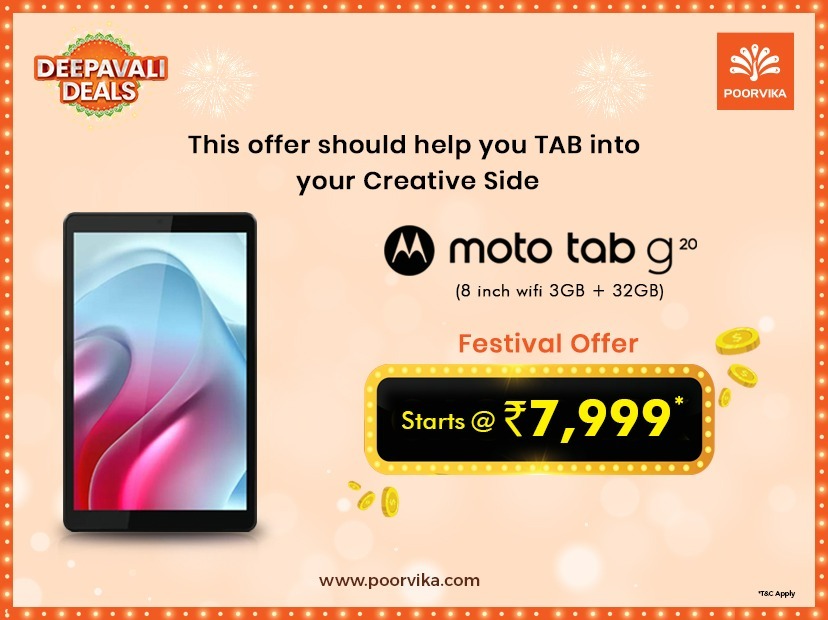 DEEPAVALI
DEALS
POORVIKA
This offer should help you TAB into
your Creative Side
moto tab g20
(8 inch wifi 3GB + 32GB)
Festival Offer
Starts @ ₹7,999*
www.poorvika.com
*T&C Apply